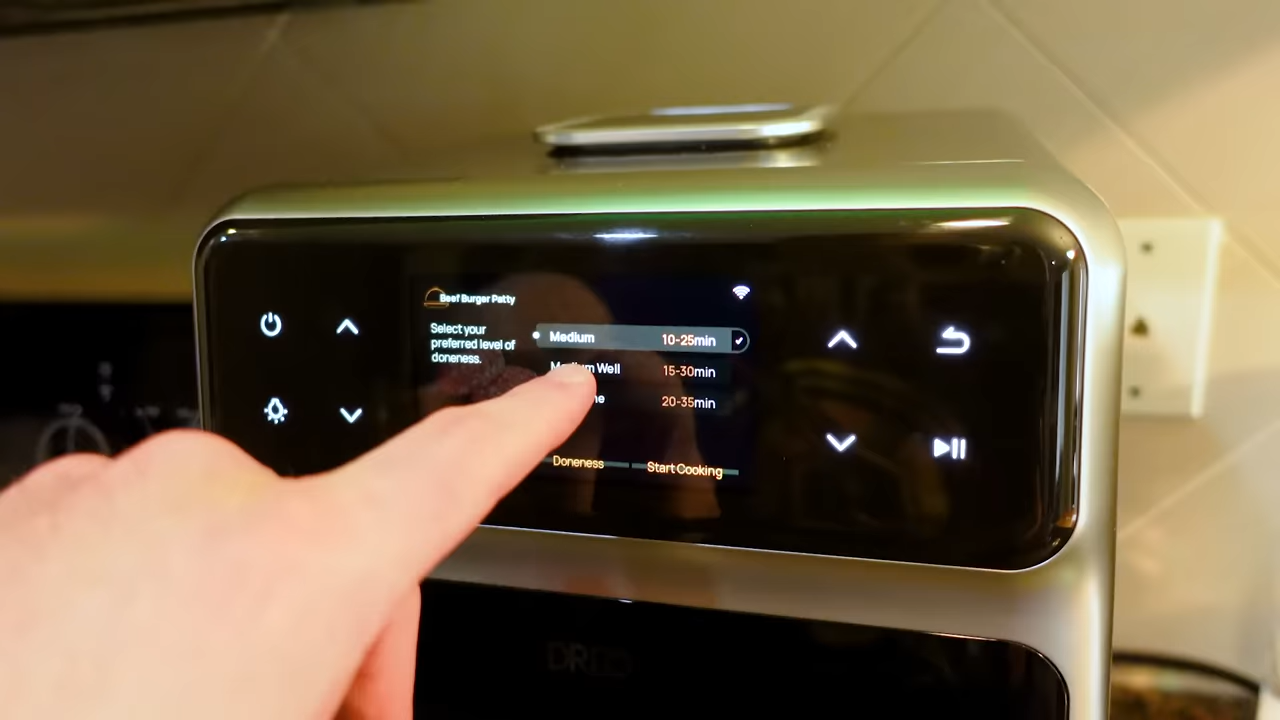 Beef Burger Patty
Select your
preferred level of
doneness.
Medium 10-25min
Well 15-30min
20-35min
Doneness Start Cooking